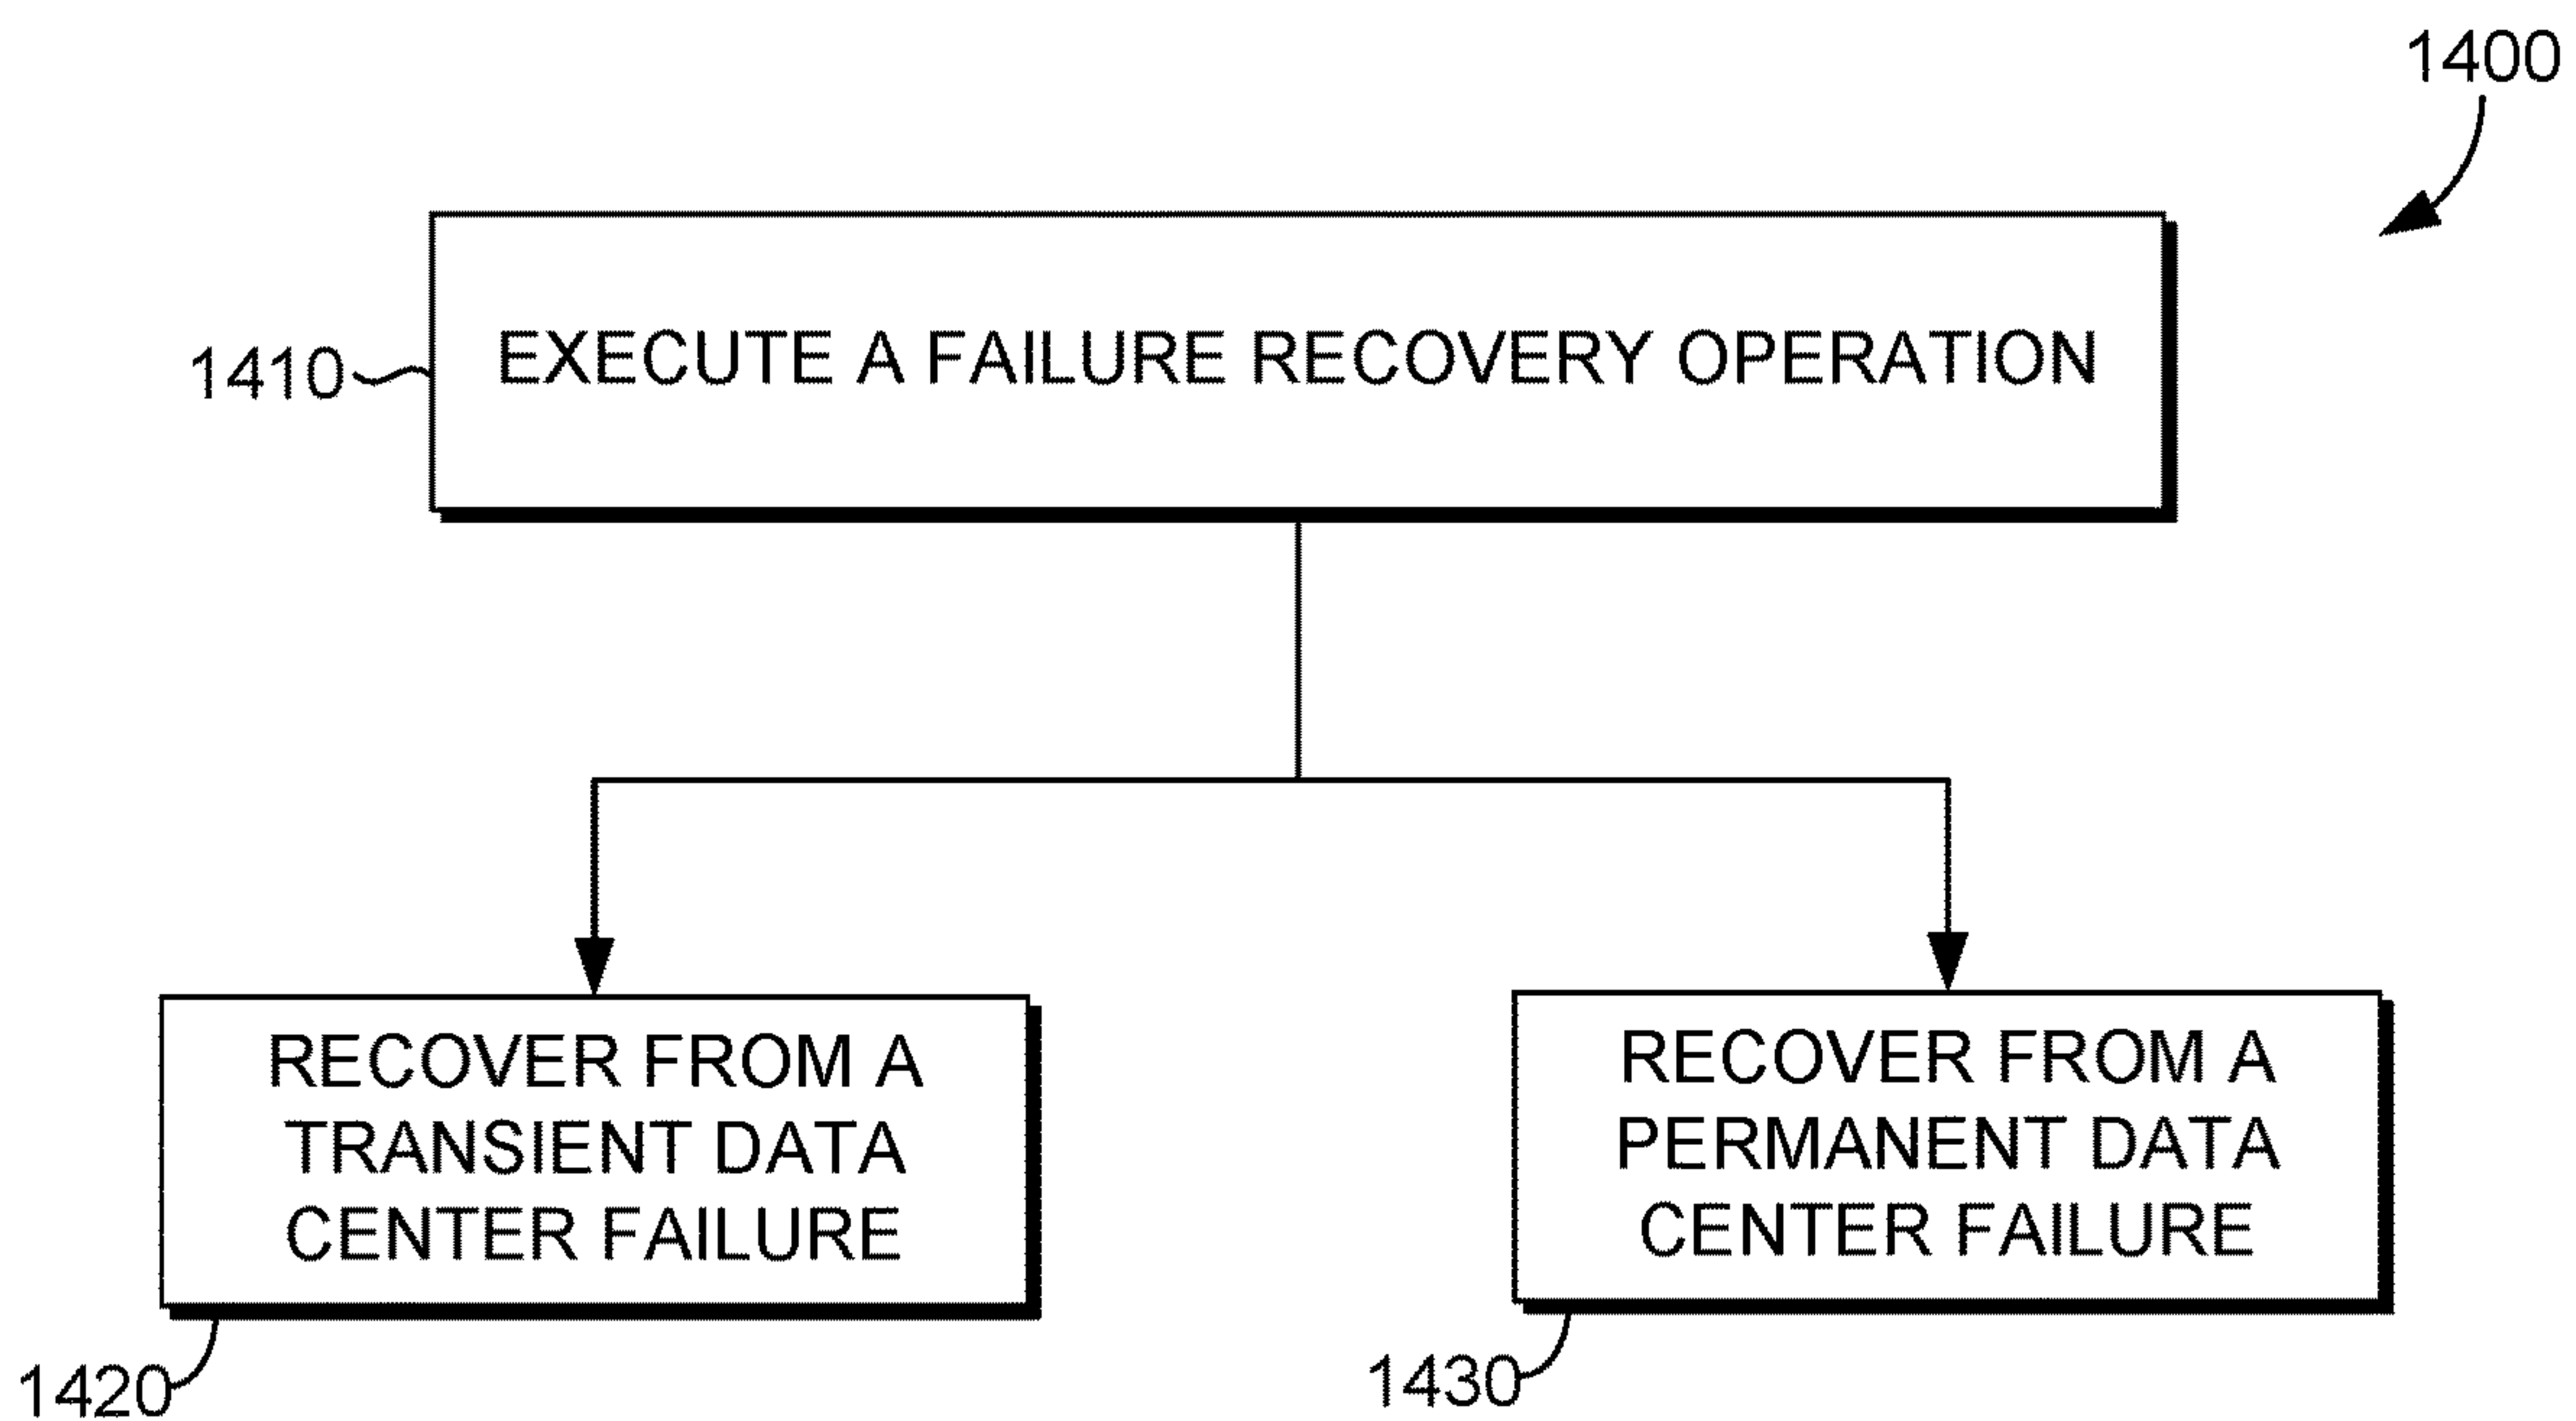 1400
1410
EXECUTE A FAILURE RECOVERY OPERATION
RECOVER FROM A
TRANSIENT DATA
CENTER FAILURE
1420
RECOVER FROM A
PERMANENT DATA
CENTER FAILURE
1430